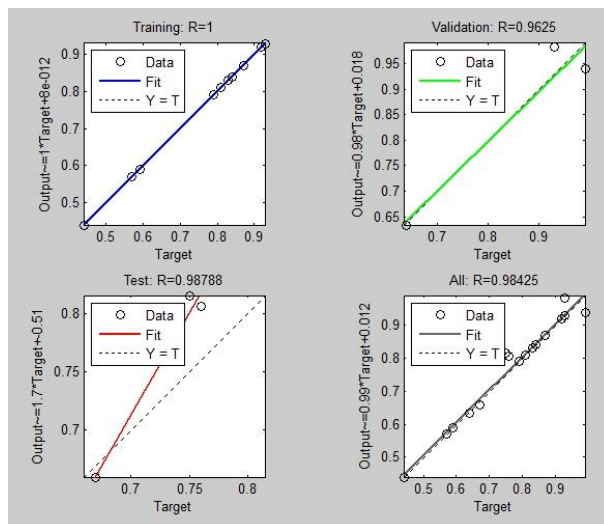 Training: R=1
Output~=1*Target+8e-012
0.9
0.8
0.7
0.6
0.5
Data
Fit
Y = T
0.5
0.6
0.7
0.8
0.9
Target
Validation: R=0.9625
Output~=0.98*Target+0.018
0.95
0.9
0.85
0.8
0.75
0.7
0.65
Data
Fit
Y = T
0.7
0.8
0.9
Target
Test: R=0.98788
Output~=1.7*Target+-0.51
0.8
0.75
0.7
Data
Fit
Y = T
0.7
0.75
0.8
Target
All: R=0.98425
Output~=0.99*Target+0.012
0.9
0.8
0.7
0.6
0.5
Data
Fit
Y = T
0.5
0.6
0.7
0.8
0.9
Target